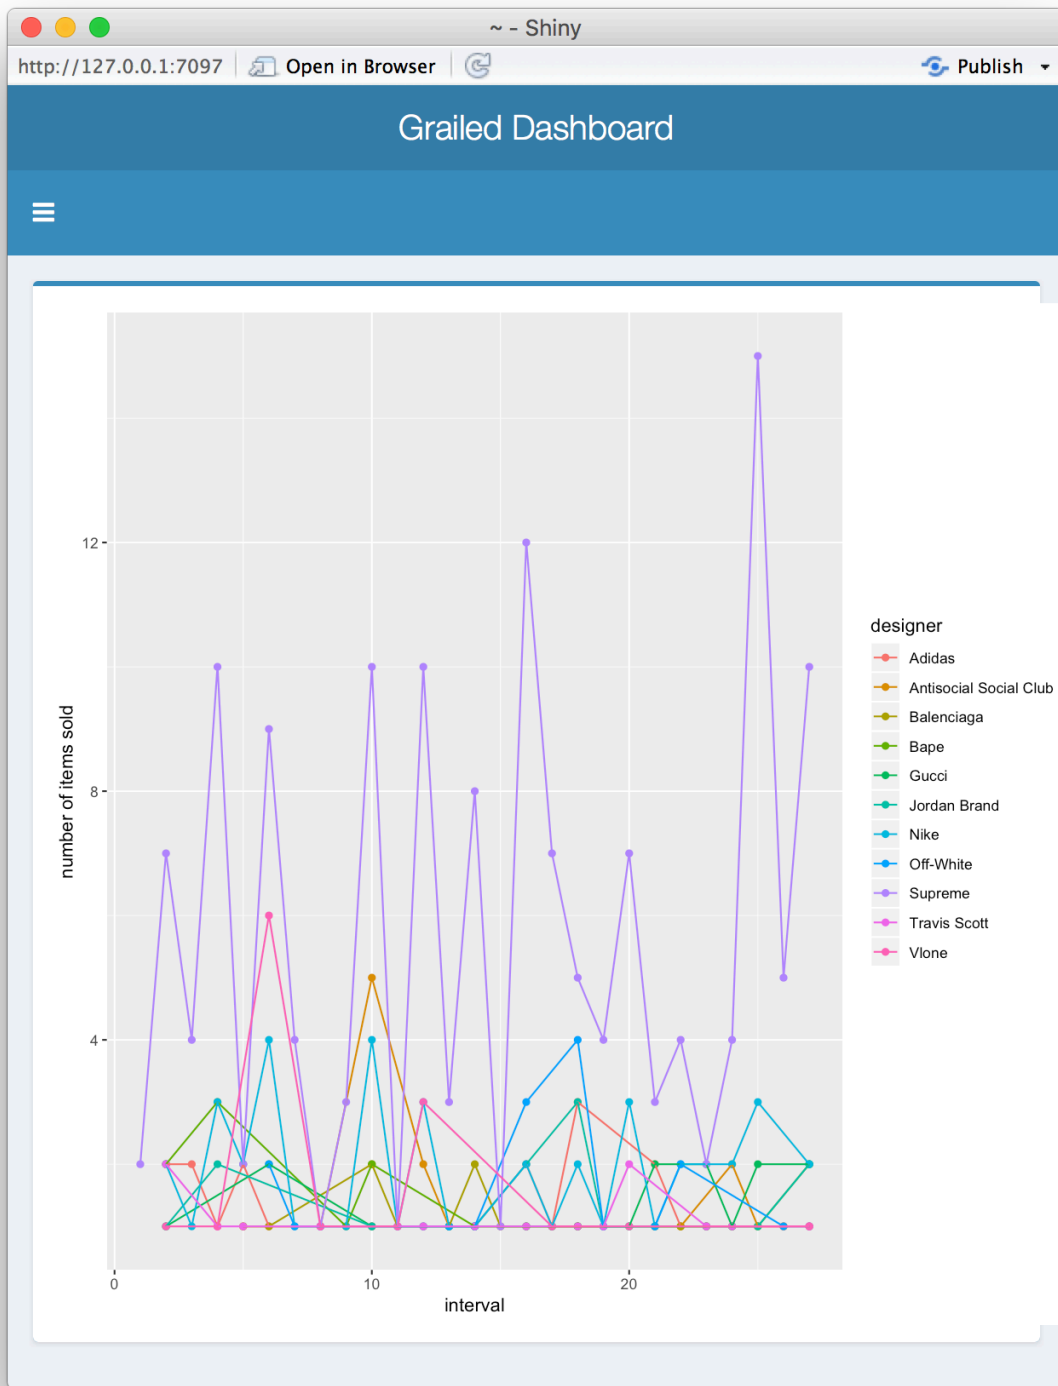 ~ - Shiny
http://127.0.0.1:7097 Open in Browser Publish
Grailed Dashboard
12
8
4
number of items sold
0 10 20
interval
designer
Adidas
Antisocial Social Club
Balenciaga
Bape
Gucci
Jordan Brand
Nike
Off-White
Supreme
Travis Scott
Vlone